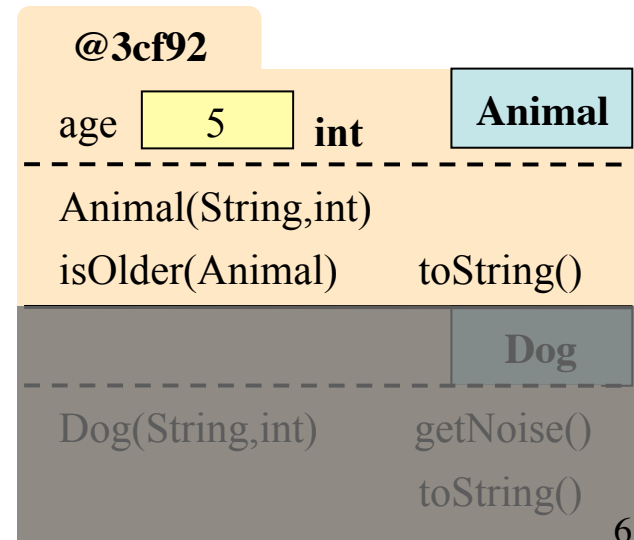 @3cf92
age 5 int Animal
Animal(String,int)
isOlder(Animal) toString()
Dog
Dog(String,int) getNoise()
toString()
6